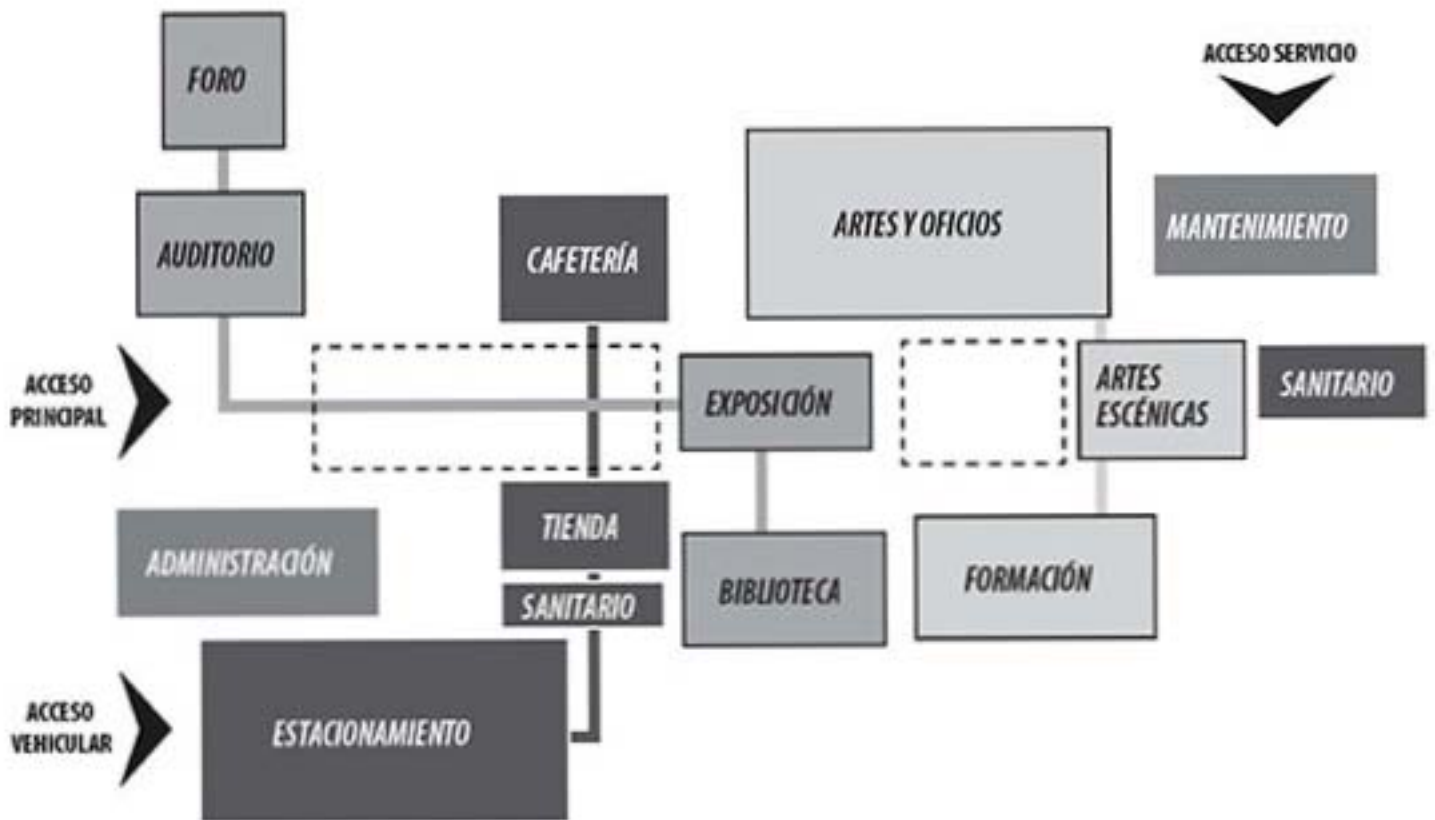 FORO
ACCESO SERVICIO
AUDITORIO
CAFETERÍA
ARTES Y OFICIOS
MANTENIMIENTO
ACCESO
PRINCIPAL
EXPOSICIÓN
ARTES
ESCÉNICAS
SANITARIO
ADMINISTRACIÓN
TIENDA
SANITARIO
BIBLIOTECA
FORMACIÓN
ACCESO
VEHICULAR
ESTACIONAMIENTO